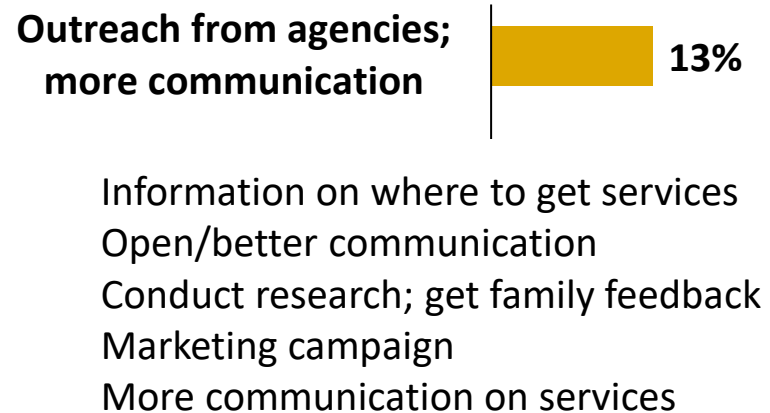 Outreach from agencies;
more communication
13%
Information on where to get services
Open/better communication
Conduct research; get family feedback
Marketing campaign
More communication on services